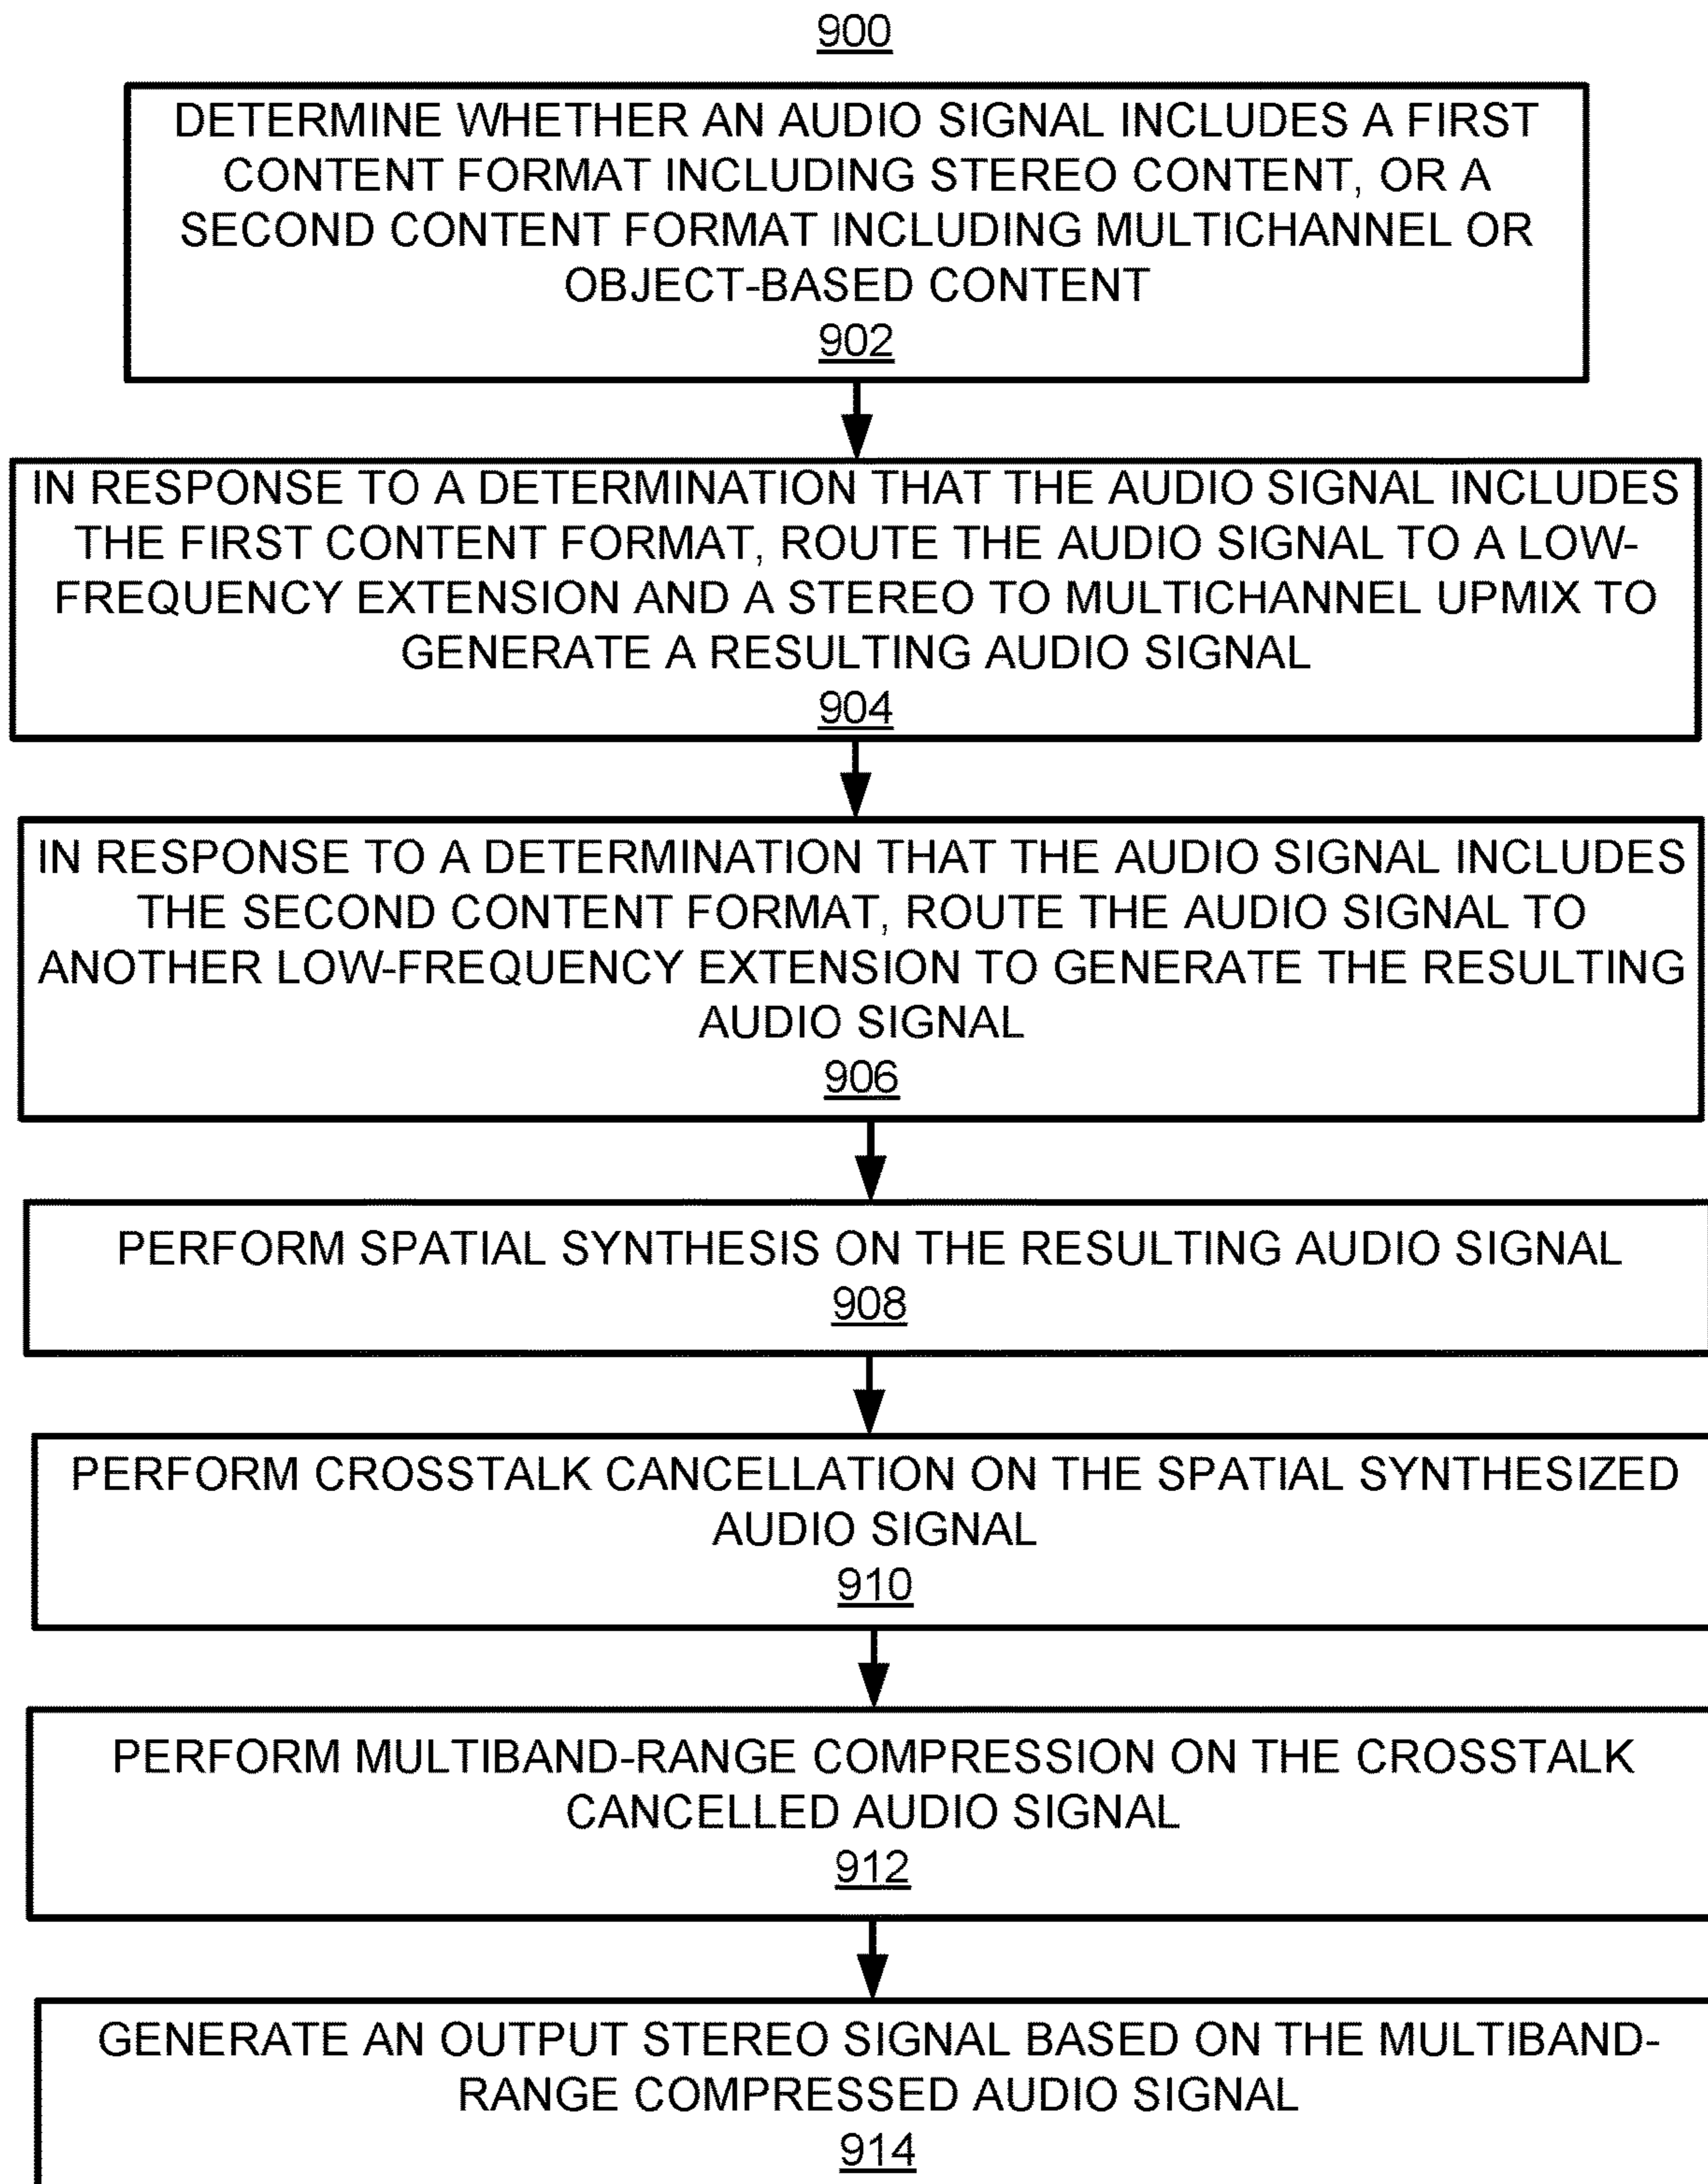 900
DETERMINE WHETHER AN AUDIO SIGNAL INCLUDES A FIRST
CONTENT FORMAT INCLUDING STEREO CONTENT, OR A
SECOND CONTENT FORMAT INCLUDING MULTICHANNEL OR
OBJECT-BASED CONTENT
902
IN RESPONSE TO A DETERMINATION THAT THE AUDIO SIGNAL INCLUDES
THE FIRST CONTENT FORMAT, ROUTE THE AUDIO SIGNAL TO A LOW-
FREQUENCY EXTENSION AND A STEREO TO MULTICHANNEL UPMIX TO
GENERATE A RESULTING AUDIO SIGNAL
904
IN RESPONSE TO A DETERMINATION THAT THE AUDIO SIGNAL INCLUDES
THE SECOND CONTENT FORMAT, ROUTE THE AUDIO SIGNAL TO
ANOTHER LOW-FREQUENCY EXTENSION TO GENERATE THE RESULTING
AUDIO SIGNAL
906
PERFORM SPATIAL SYNTHESIS ON THE RESULTING AUDIO SIGNAL
908
PERFORM CROSSTALK CANCELLATION ON THE SPATIAL SYNTHESIZED
AUDIO SIGNAL
910
PERFORM MULTIBAND-RANGE COMPRESSION ON THE CROSSTALK
CANCELLED AUDIO SIGNAL
912
GENERATE AN OUTPUT STEREO SIGNAL BASED ON THE MULTIBAND-
RANGE COMPRESSED AUDIO SIGNAL
914